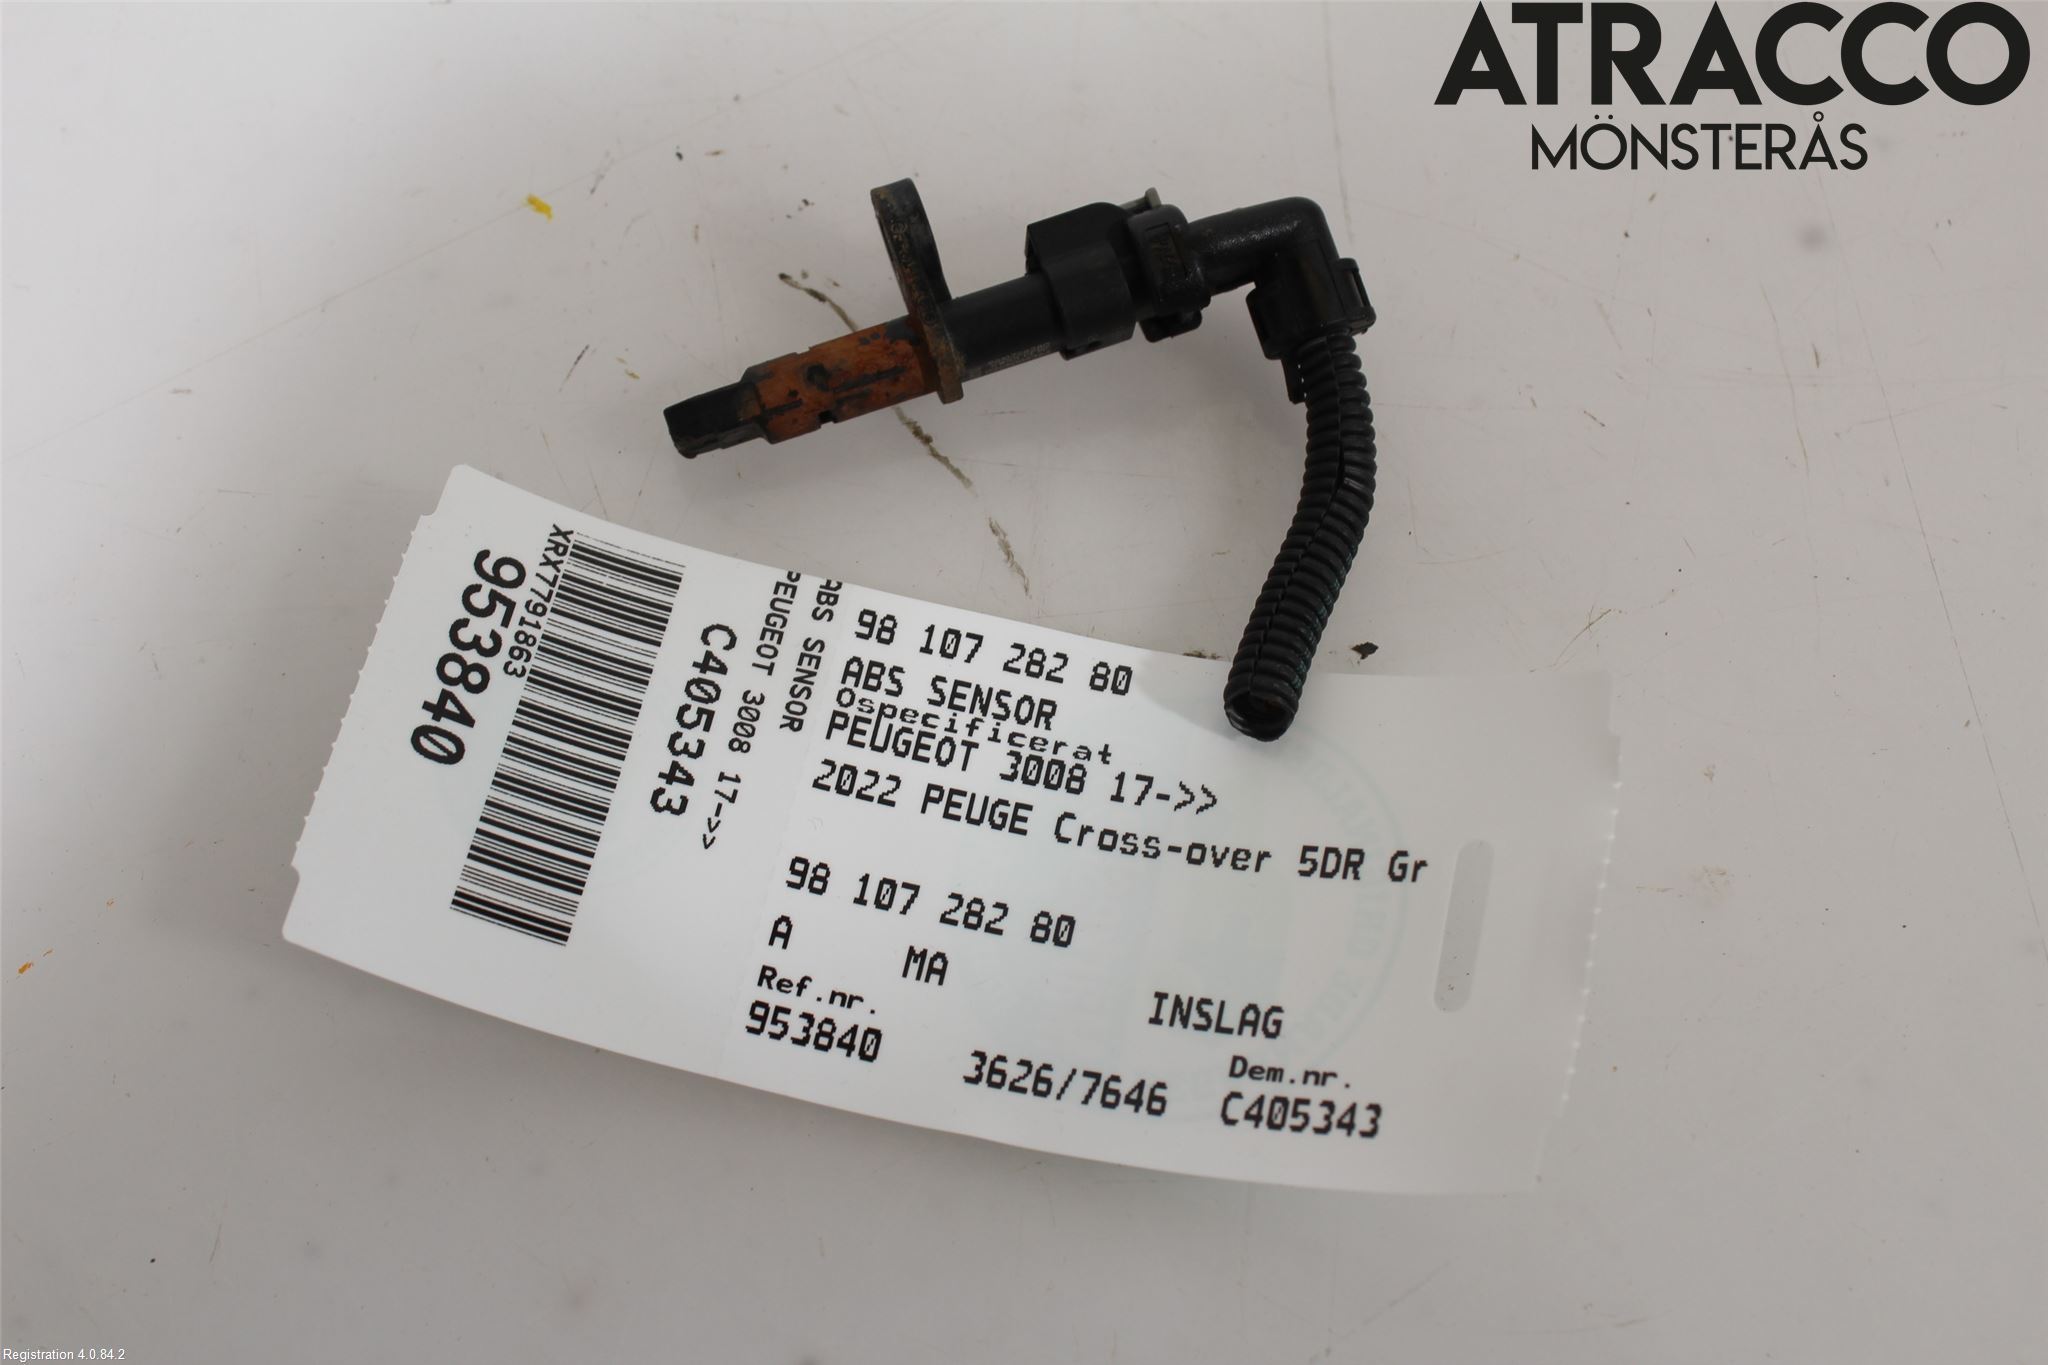 ATRACCO
MÖNSTERÅS
98 107 282 80
ABS SENSOR
Ospecificerat
PEUGEOT 3008 17->>
2022 PEUGE Cross-over 5DR Gr
98 107 282 80
A MA
INSLAG
Ref.nr.
953840
3626/7646
Dem.nr.
C405343
ABS SENSOR
PEUGEOT 3008 17->>
C405343
XRX7791863
953840
Registration 4.0.84.2